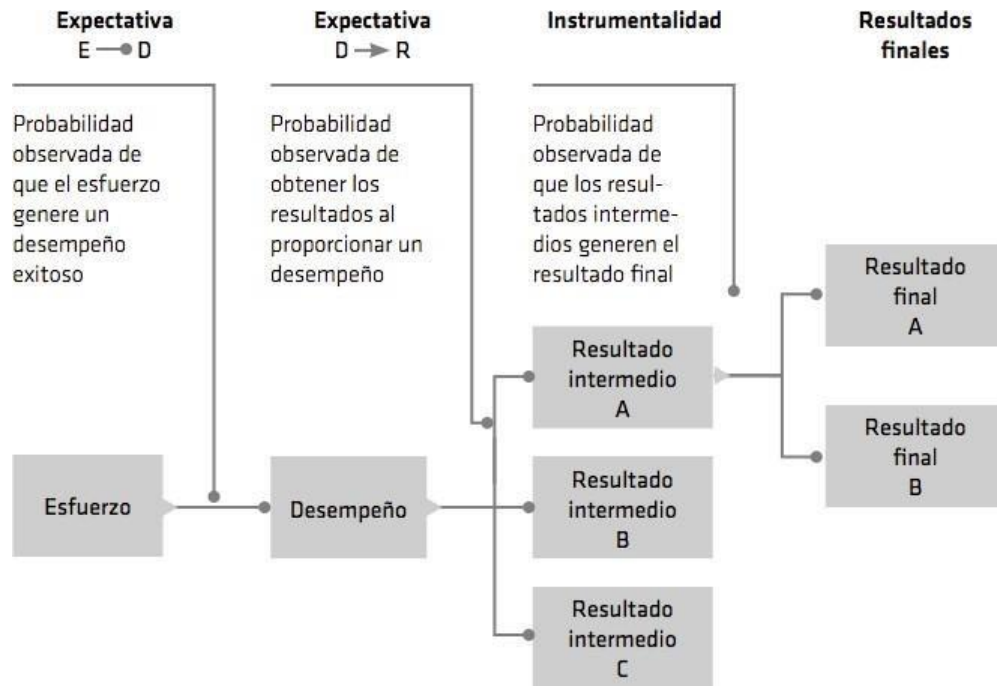 Expectativa
E D
Probabilidad
observada de
que el esfuerzo
genere un
desempeño
exitoso
Expectativa
D R
Probabilidad
observada de
obtener los
resultados al
proporcionar un
desempeño
Instrumentalidad
Probabilidad
observada de
que los resul-
tados interme-
dios generen el
resultado final
Resultados
finales
Esfuerzo
Desempeño
Resultado
intermedio
A
Resultado
intermedio
B
Resultado
intermedio
C
Resultado
final
A
Resultado
final
B